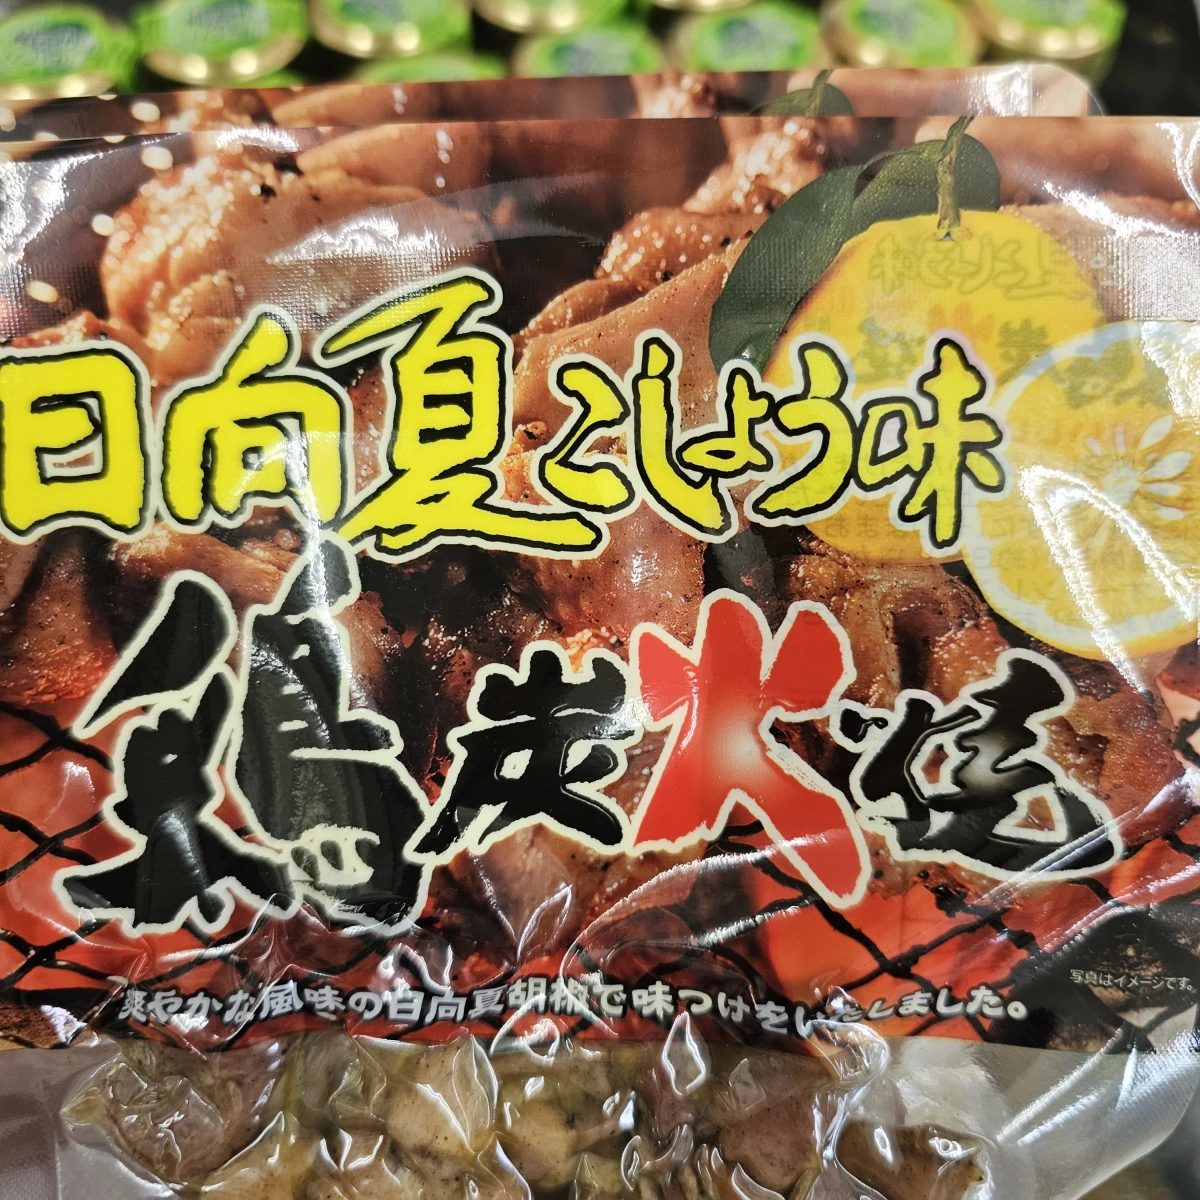 日向夏こしょう味
鶏炭火焼
爽やかな風味の日向夏胡椒で味つけをいたしました。
写真はイメージです。